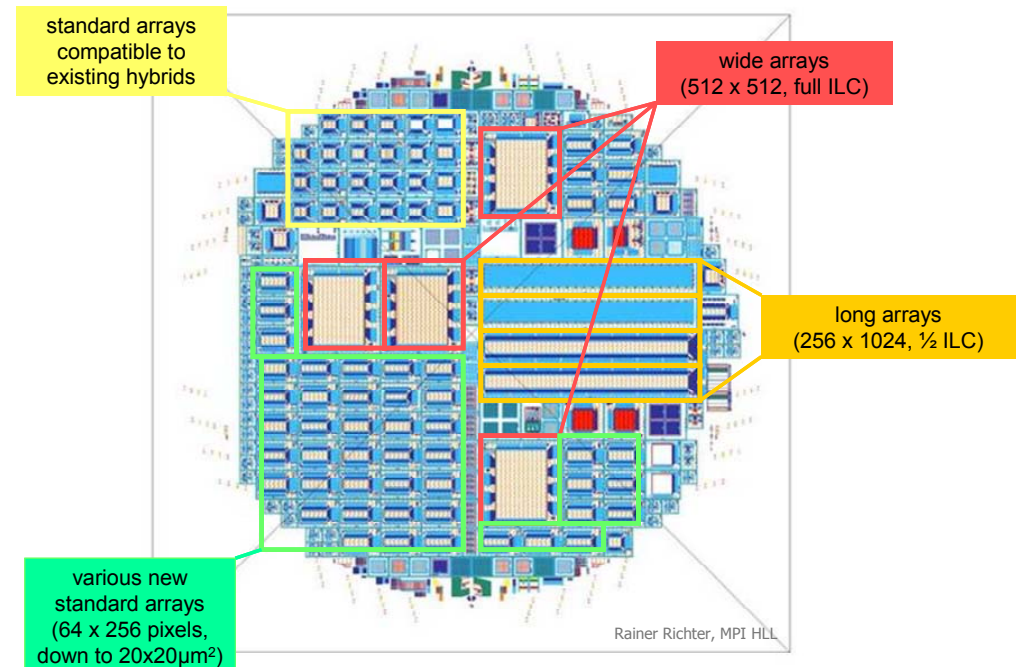 standard arrays
compatible to
existing hybrids
wide arrays
(512 x 512, full ILC)
long arrays
(256 x 1024, ½ ILC)
various new
standard arrays
(64 x 256 pixels,
down to 20x20µm²)
Rainer Richter, MPI HLL